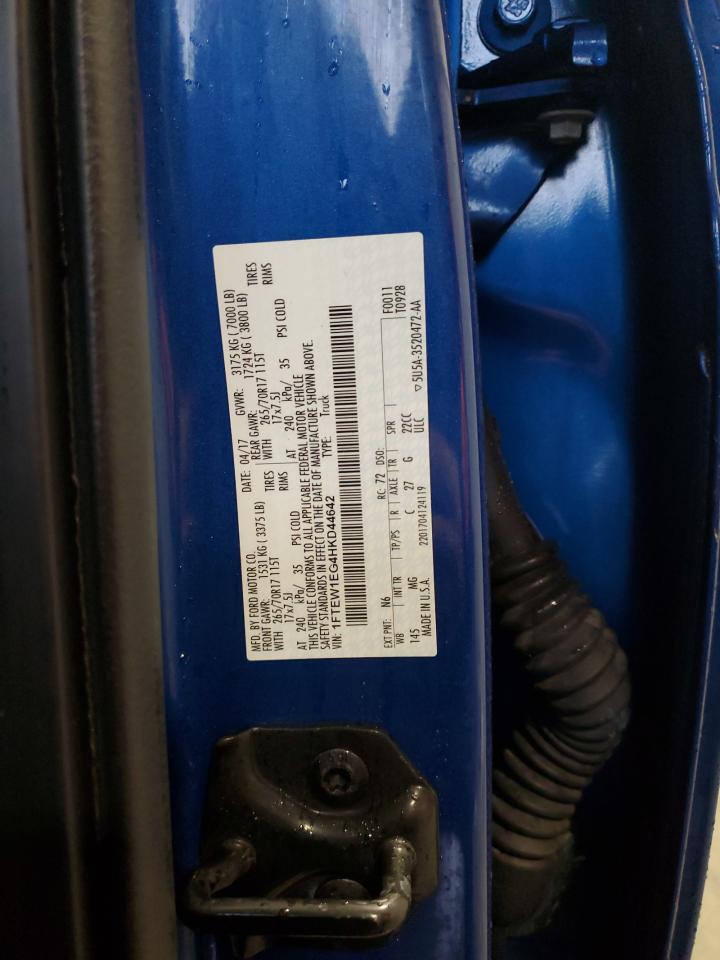 MFD. BY FORD MOTOR CO.
DATE: 04/17 GVWR: 3175 KG ( 7000 LB)
FRONT GAWR: 1531 KG ( 3375 LB) REAR GAWR: 1724 KG ( 3800 LB)
WITH 265/70R17 115T TIRES WITH 265/70R17 115T TIRES
17x7.5J RIMS 17x7.5J RIMS
AT 240 kPa/ 35 PSI COLD AT 240 kPa/ 35 PSI COLD
THIS VEHICLE CONFORMS TO ALL APPLICABLE FEDERAL MOTOR VEHICLE
SAFETY STANDARDS IN EFFECT ON THE DATE OF MANUFACTURE SHOWN ABOVE.
VIN: 1FTEW1EG4HKD44642 TYPE: Truck
EXT PNT: N6 RC: 72 DSO: F0011
WB INT TR TP/PS R AXLE TR SPR T0928
145 MG C 27 G 22CC
ULC ▽5U5A-3520472-AA
MADE IN U.S.A. 2201704124119